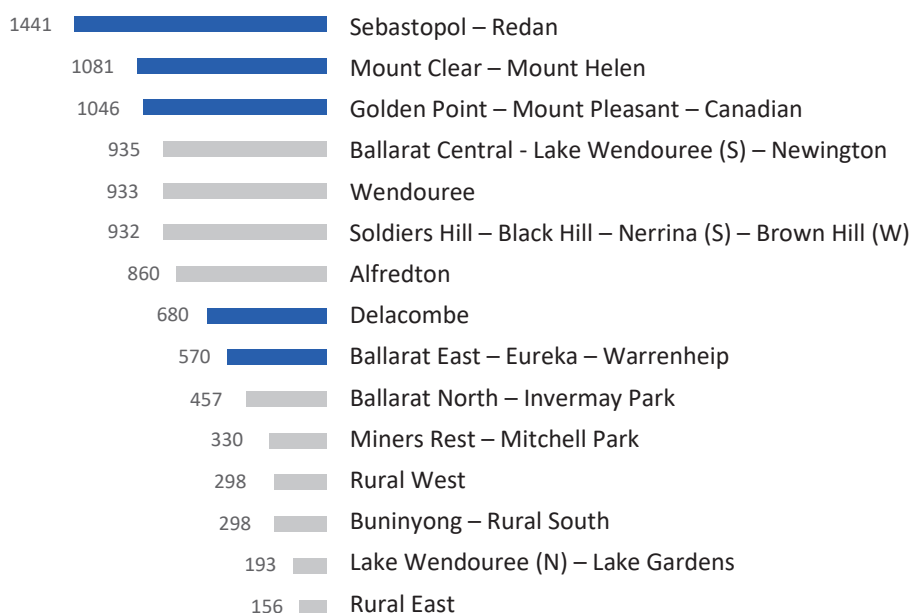 1441 Sebastopol – Redan
1081 Mount Clear – Mount Helen
1046 Golden Point – Mount Pleasant – Canadian
935 Ballarat Central - Lake Wendouree (S) – Newington
933 Wendouree
932 Soldiers Hill – Black Hill – Nerrina (S) – Brown Hill (W)
860 Alfredton
680 Delacombe
570 Ballarat East – Eureka – Warrenheip
457 Ballarat North – Invermay Park
330 Miners Rest – Mitchell Park
298 Rural West
298 Buninyong – Rural South
193 Lake Wendouree (N) – Lake Gardens
156 Rural East